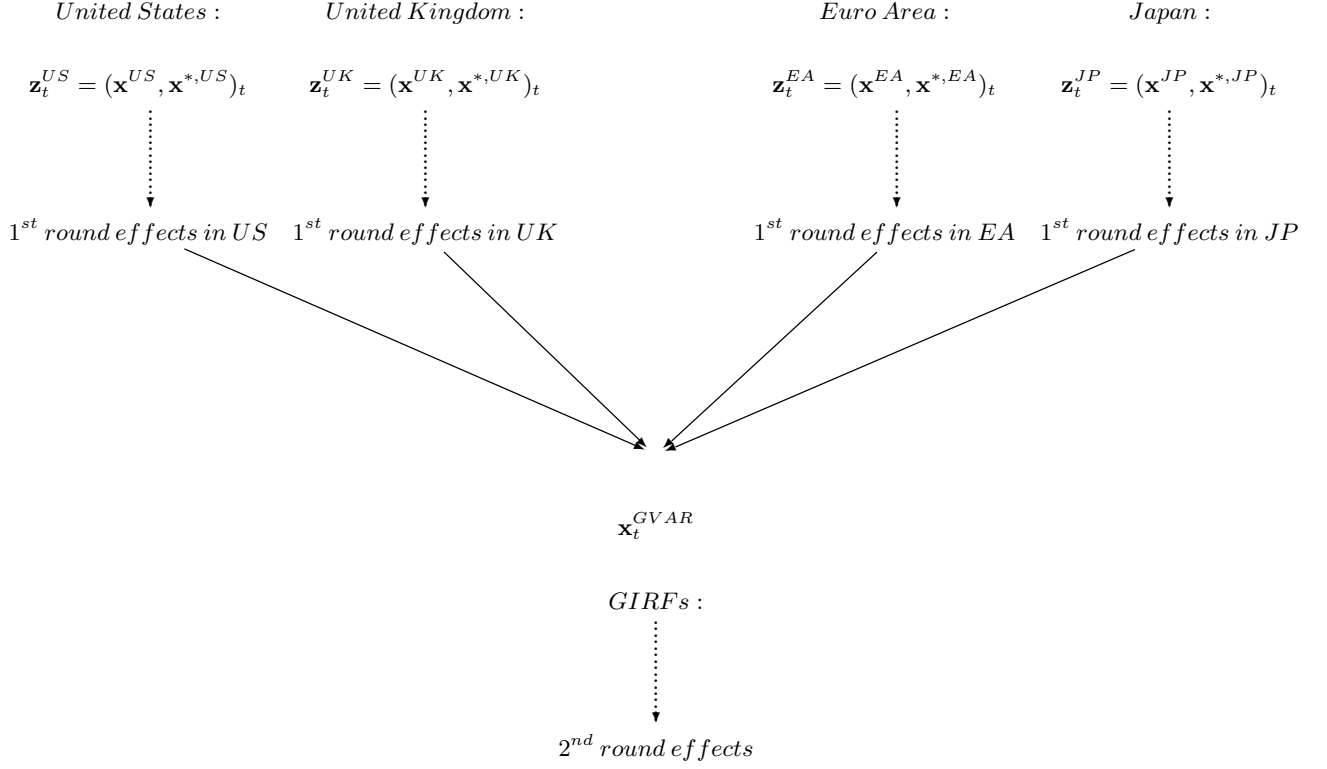 United States : United Kingdom : Euro Area : Japan :
z_t^{US} = (x^{US}, x^{*,US})_t z_t^{UK} = (x^{UK}, x^{*,UK})_t z_t^{EA} = (x^{EA}, x^{*,EA})_t z_t^{JP} = (x^{JP}, x^{*,JP})_t
1^{st} round effects in US 1^{st} round effects in UK 1^{st} round effects in EA 1^{st} round effects in JP
x_t^{GVAR}
GIRFs :
2^{nd} round effects